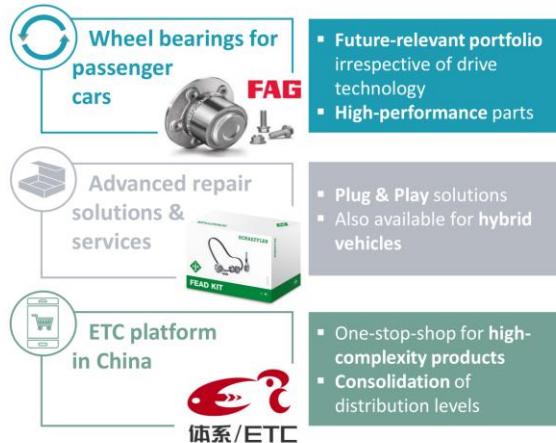 Wheel bearings for
passenger
cars
FAG
▪ Future-relevant portfolio
irrespective of drive
technology
▪ High-performance parts
Advanced repair
solutions &
services
SCHAEFFLER
FEAD KIT
▪ Plug & Play solutions
▪ Also available for hybrid
vehicles
ETC platform
in China
体系/ETC
▪ One-stop-shop for high-
complexity products
▪ Consolidation of
distribution levels